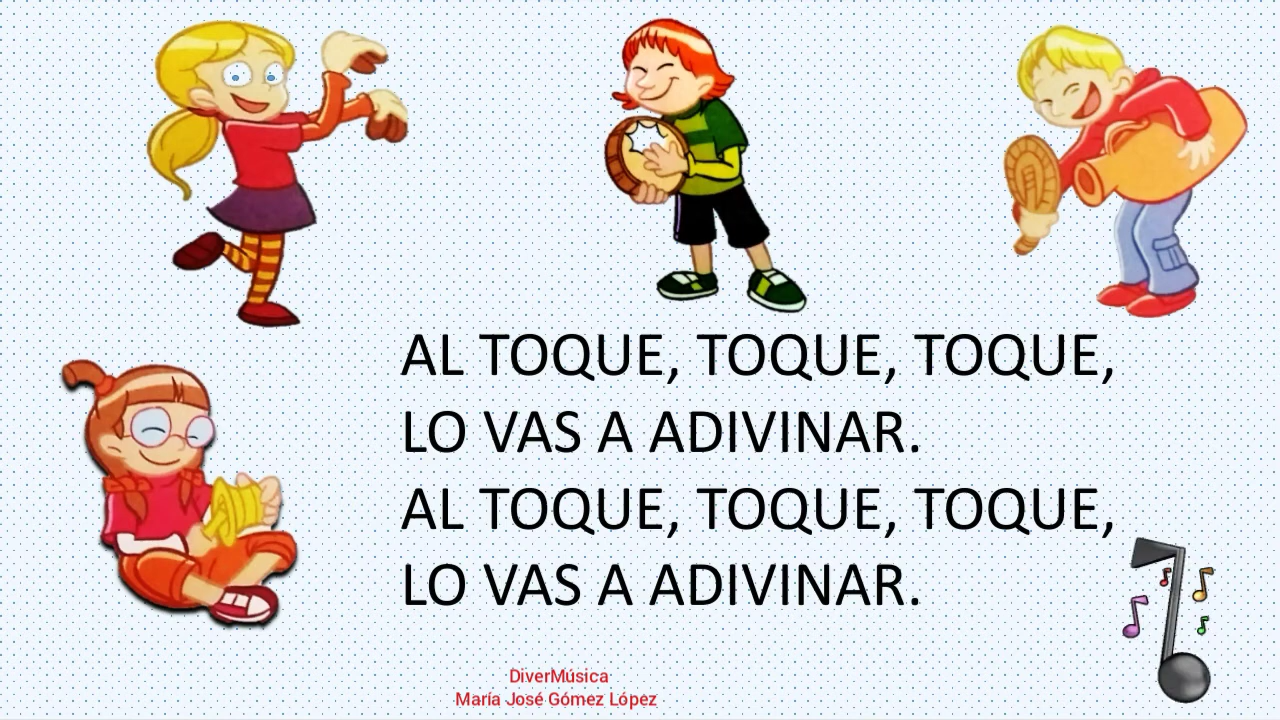 AL TOQUE, TOQUE, TOQUE,
LO VAS A ADIVINAR.
AL TOQUE, TOQUE, TOQUE,
LO VAS A ADIVINAR.
DiverMúsica
María José Gómez López